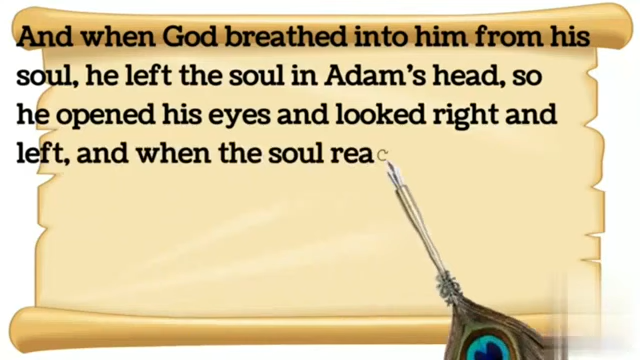 And when God breathed into him from his
soul, he left the soul in Adam's head, so
he opened his eyes and looked right and
left, and when the soul reac